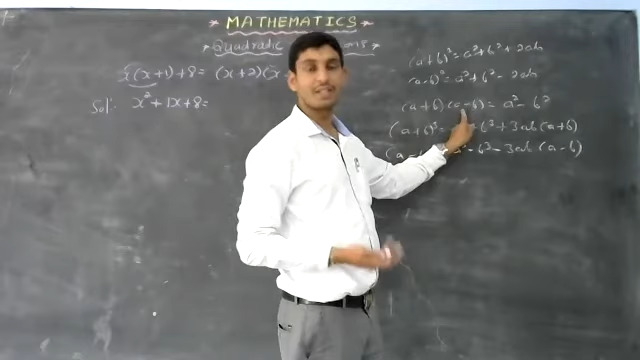 * MATHEMATICS *
* Quadratic
x(x+1)+8= (x+2)(x
Sol:- x²+1x+8=
(a+b)²=a²+b²+2ab
(a-b)²=a²+b²-2ab
(a+b)(a-b)= a²-b²
(a+b)³= b³+3ab(a+b)
(a b³-3ab(a-b)